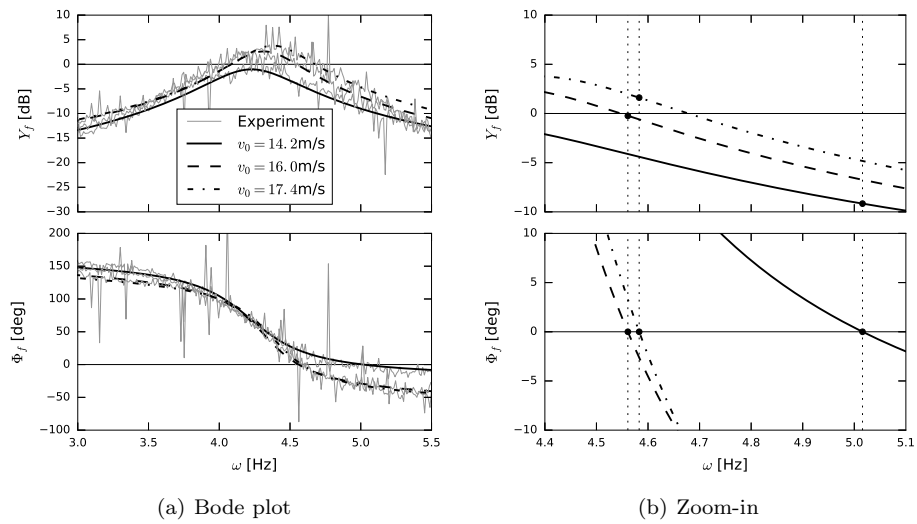 10
5
0
−5
−10
−15
−20
−25
−30
Y_f [dB]
Experiment
v_0 = 14.2m/s
v_0 = 16.0m/s
v_0 = 17.4m/s
200
150
100
50
0
−50
−100
Φ_f [deg]
3.0 3.5 4.0 4.5 5.0 5.5
ω [Hz]
(a) Bode plot
10
5
0
−5
−10
Y_f [dB]
10
5
0
−5
−10
Φ_f [deg]
4.4 4.5 4.6 4.7 4.8 4.9 5.0 5.1
ω [Hz]
(b) Zoom-in